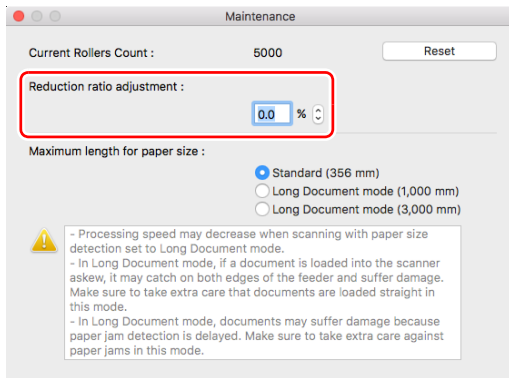 Maintenance
Current Rollers Count : 5000 Reset
Reduction ratio adjustment :
0.0 %
Maximum length for paper size :
Standard (356 mm)
Long Document mode (1,000 mm)
Long Document mode (3,000 mm)
- Processing speed may decrease when scanning with paper size
detection set to Long Document mode.
- In Long Document mode, if a document is loaded into the scanner
askew, it may catch on both edges of the feeder and suffer damage.
Make sure to take extra care that documents are loaded straight in
this mode.
- In Long Document mode, documents may suffer damage because
paper jam detection is delayed. Make sure to take extra care against
paper jams in this mode.